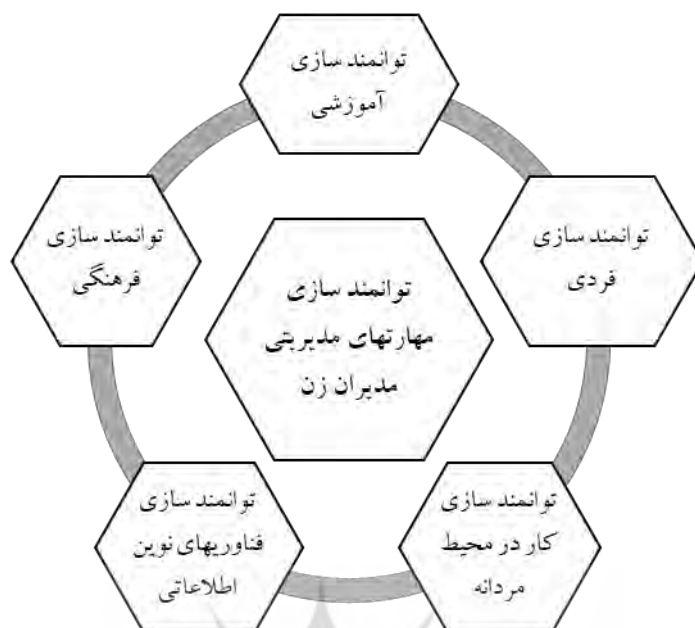 توانمند سازی
آموزشی
توانمند سازی
فردی
توانمند سازی
فرهنگی
توانمند سازی
مهارتهای مدیریتی
مدیران زن
توانمند سازی
کار در محیط
مردانه
توانمند سازی
فناوریهای نوین
اطلاعاتی